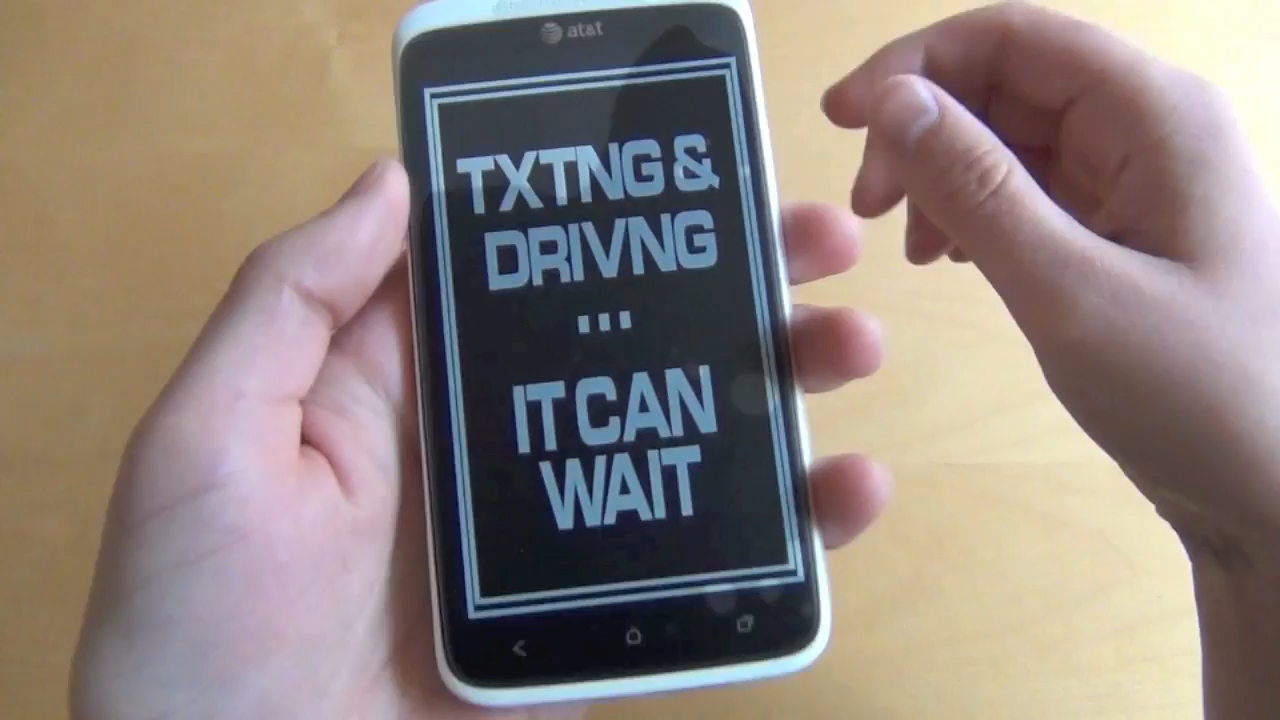 at&t
TXTNG &
DRIVNG
...
IT CAN
WAIT